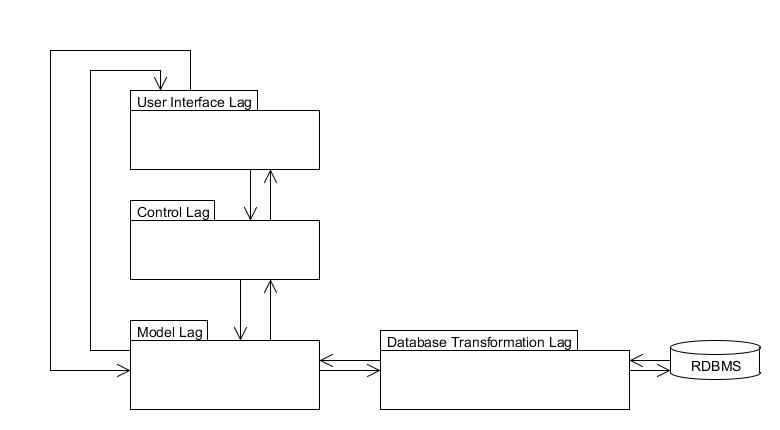 User Interface Lag
Control Lag
Model Lag
Database Transformation Lag
RDBMS